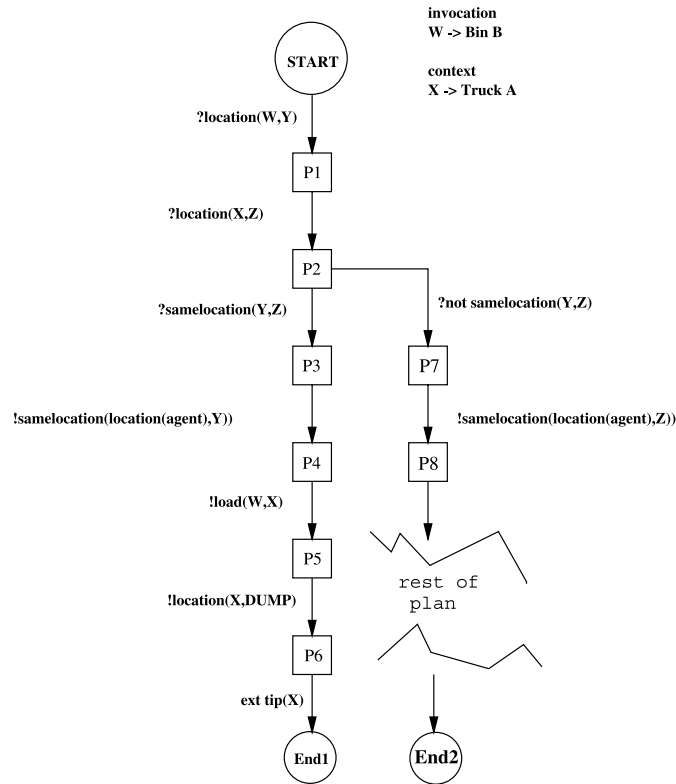 invocation
W -> Bin B
context
X -> Truck A
START
?location(W,Y)
P1
?location(X,Z)
P2
?samelocation(Y,Z)
?not samelocation(Y,Z)
P3
P7
!samelocation(location(agent),Y))
!samelocation(location(agent),Z))
P4
P8
!load(W,X)
P5
rest of
plan
!location(X,DUMP)
P6
ext tip(X)
End1
End2